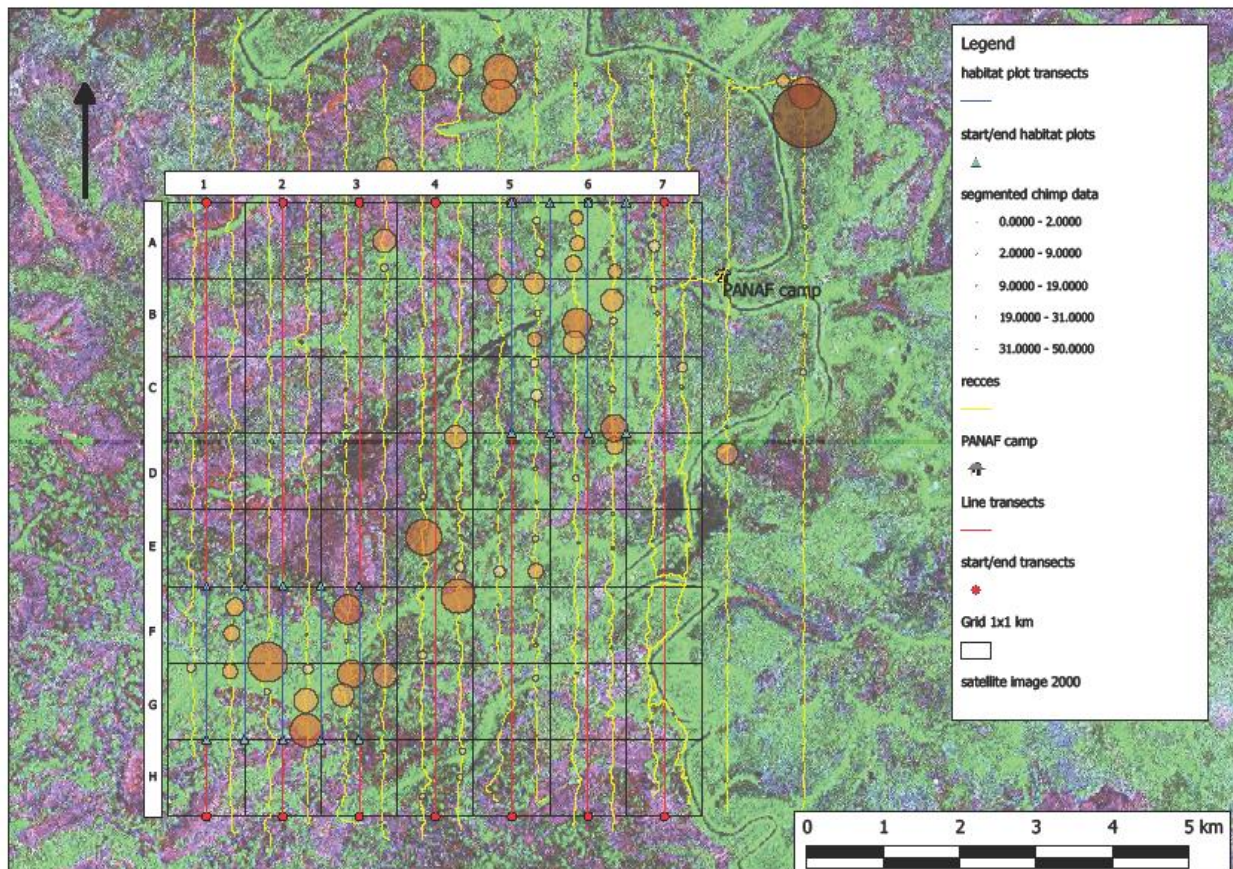 Legend
habitat plot transects
start/end habitat plots
segmented chimp data
0.0000 - 2.0000
2.0000 - 9.0000
9.0000 - 19.0000
19.0000 - 31.0000
31.0000 - 50.0000
recces
PANAF camp
Line transects
start/end transects
Grid 1x1 km
satellite image 2000
1 2 3 4 5 6 7
A
PANAF camp
B
C
D
E
F
G
H
0 1 2 3 4 5 km